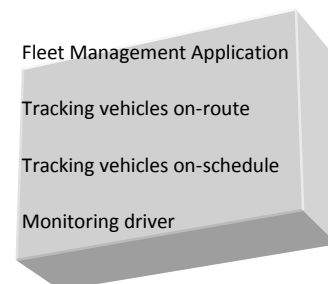 Fleet Management Application
Tracking vehicles on-route
Tracking vehicles on-schedule
Monitoring driver